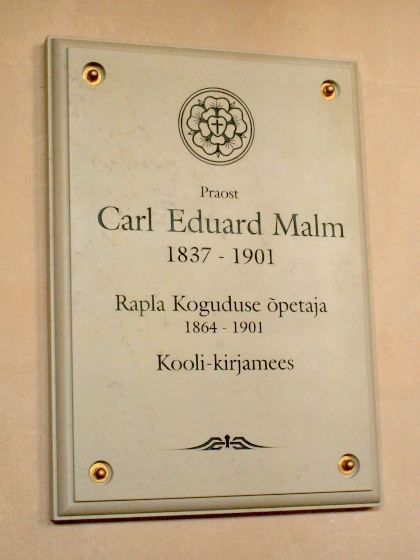 Praost
Carl Eduard Malm
1837 - 1901
Rapla Koguduse õpetaja
1864 - 1901
Kooli-kirjamees